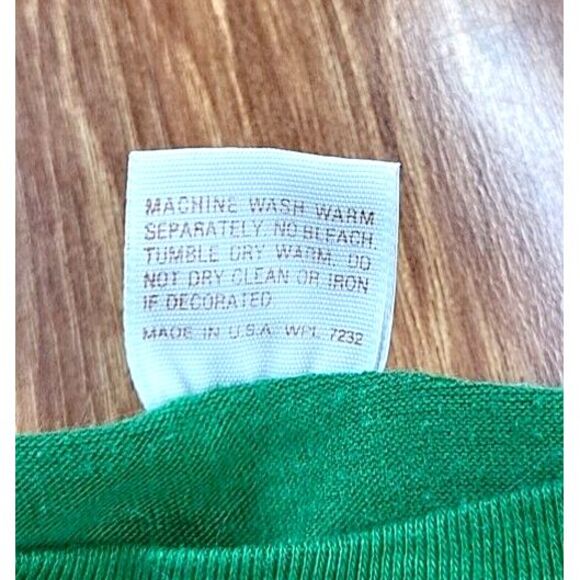 MACHINE WASH WARM
SEPARATELY. NO BLEACH.
TUMBLE DRY WARM. DO
NOT DRY CLEAN OR IRON
IF DECORATED.
MADE IN U.S.A. WPL 7232